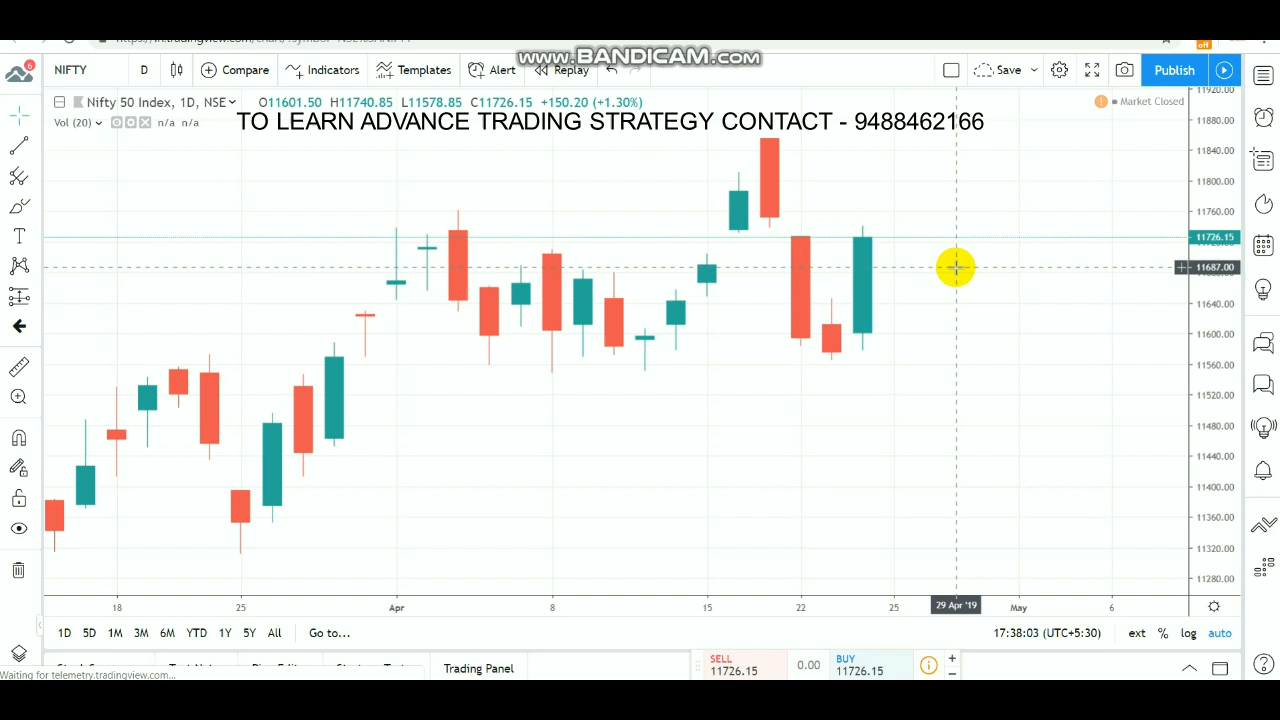 www.BANDICAM.com
off
6
NIFTY D Compare Indicators Templates Alert Replay Save Publish
Nifty 50 Index, 1D, NSE O11601.50 H11740.85 L11578.85 C11726.15 +150.20 (+1.30%) Market Closed
Vol (20) n/a n/a
TO LEARN ADVANCE TRADING STRATEGY CONTACT - 9488462166
11920.00
11880.00
11840.00
11800.00
11760.00
11726.15
11687.00
11640.00
11600.00
11560.00
11520.00
11480.00
11440.00
11400.00
11360.00
11320.00
11280.00
18 25 Apr 8 15 22 25 29 Apr '19 May 6
1D 5D 1M 3M 6M YTD 1Y 5Y All Go to... 17:38:03 (UTC+5:30) ext % log auto
Trading Panel
SELL 11726.15
0.00
BUY 11726.15
Waiting for telemetry.tradingview.com...